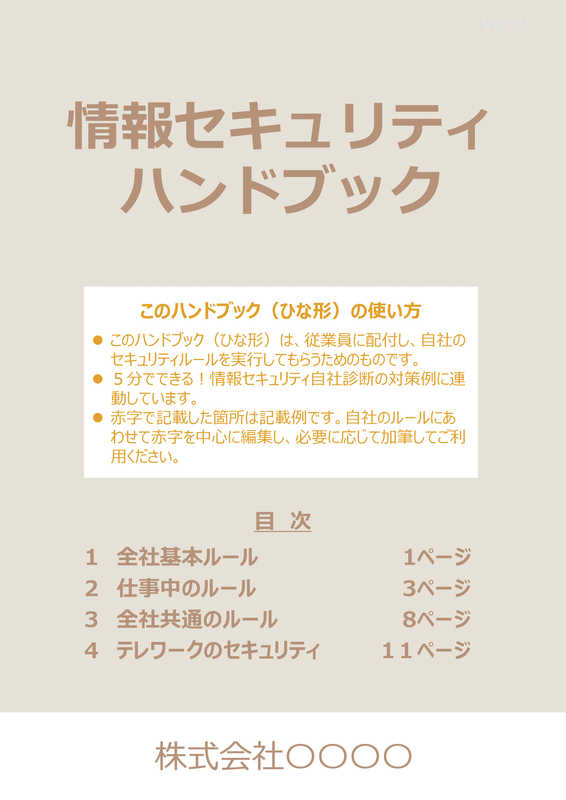 Ver 2.0
情報セキュリティ
ハンドブック
このハンドブック（ひな形）の使い方
● このハンドブック（ひな形）は、従業員に配付し、自社の
セキュリティルールを実行してもらうためのものです。
● ５分でできる！情報セキュリティ自社診断の対策例に連
動しています。
● 赤字で記載した箇所は記載例です。自社のルールにあ
わせて赤字を中心に編集し、必要に応じて加筆してご利
用ください。
目 次
1 全社基本ルール 1ページ
2 仕事中のルール 3ページ
3 全社共通のルール 8ページ
4 テレワークのセキュリティ １１ページ
株式会社〇〇〇〇